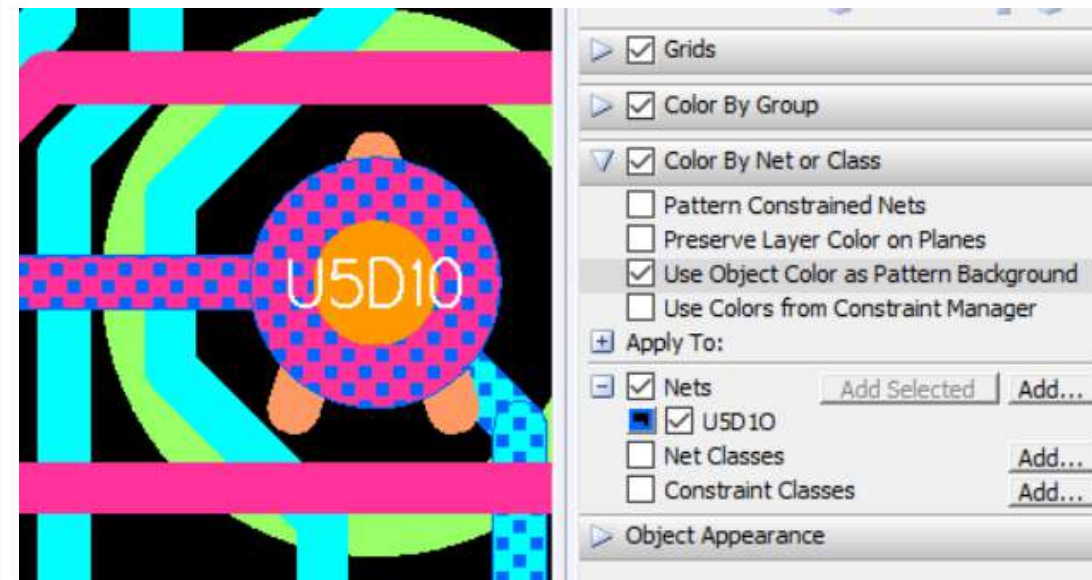 U5D10
Grids
Color By Group
Color By Net or Class
Pattern Constrained Nets
Preserve Layer Color on Planes
Use Object Color as Pattern Background
Use Colors from Constraint Manager
Apply To:
Nets Add Selected Add...
U5D1O
Net Classes Add...
Constraint Classes Add...
Object Appearance